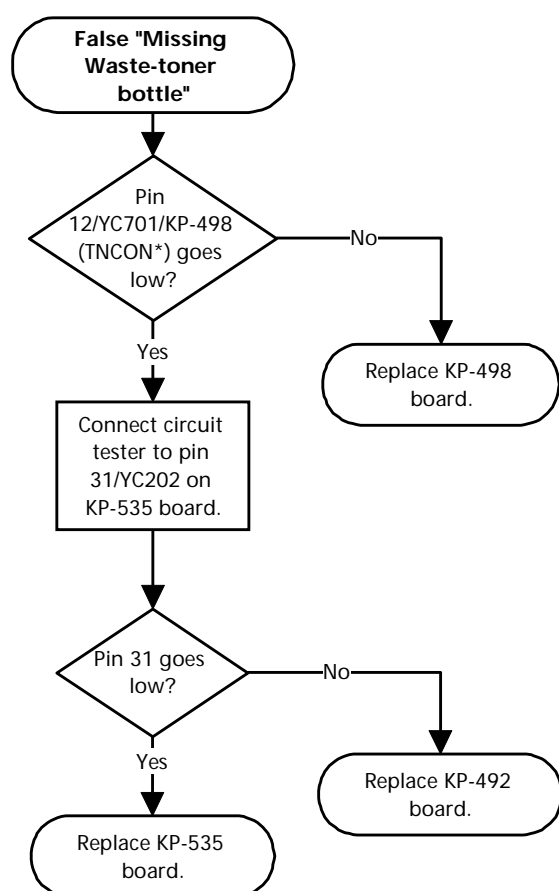 False "Missing
Waste-toner
bottle"
Pin
12/YC701/KP-498
(TNCON*) goes
low?
No
Yes
Replace KP-498
board.
Connect circuit
tester to pin
31/YC202 on
KP-535 board.
Pin 31 goes
low?
No
Yes
Replace KP-492
board.
Replace KP-535
board.